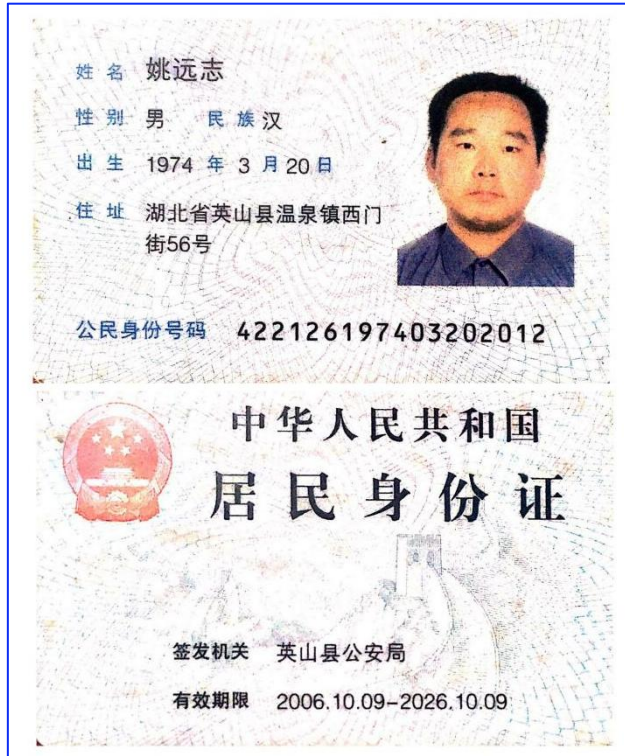 姓名 姚远志
性别 男 民族 汉
出生 1974 年 3 月 20 日
住址 湖北省英山县温泉镇西门
街56号
公民身份号码 422126197403202012
中华人民共和国
居民身份证
签发机关 英山县公安局
有效期限 2006.10.09-2026.10.09